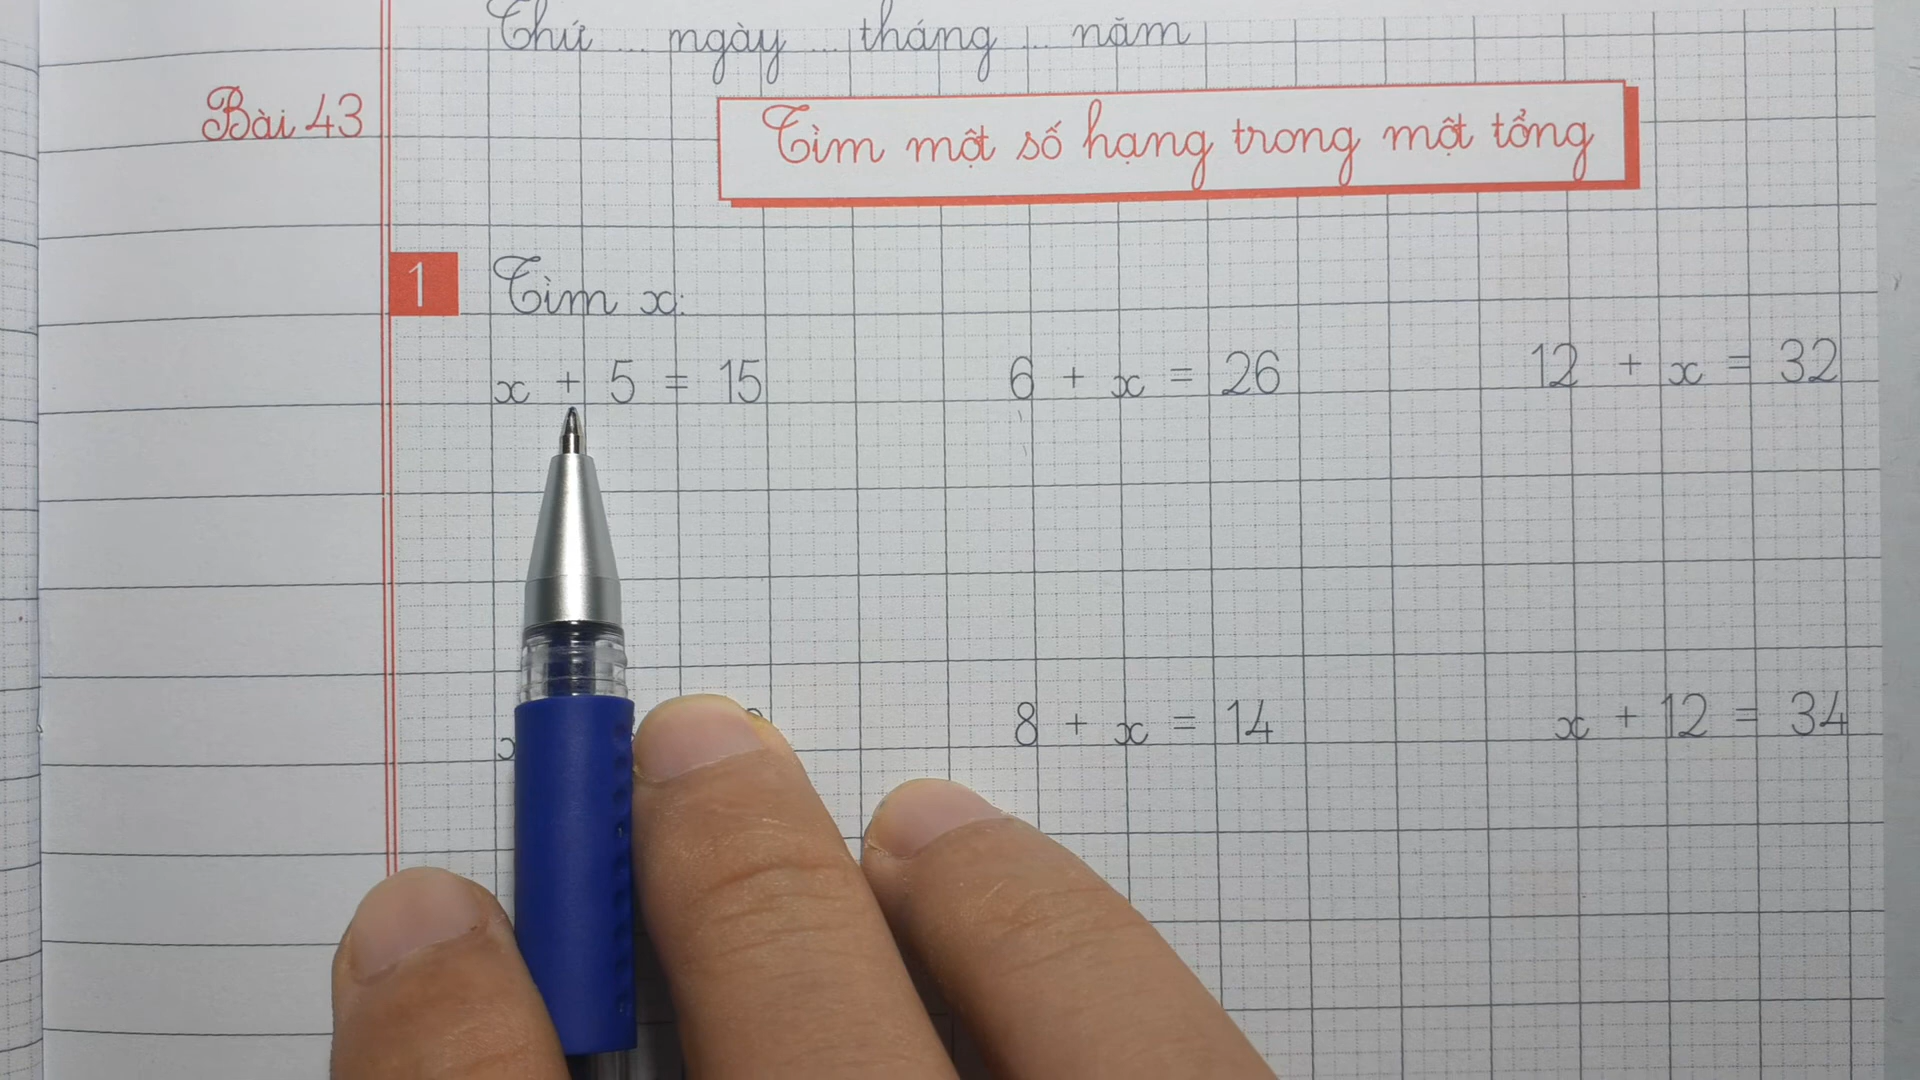 Thứ ... ngày ... tháng ... năm
Bài 43
Tìm một số hạng trong một tổng
1 Tìm x:
x + 5 = 15 6 + x = 26 12 + x = 32
8 + x = 14 x + 12 = 34